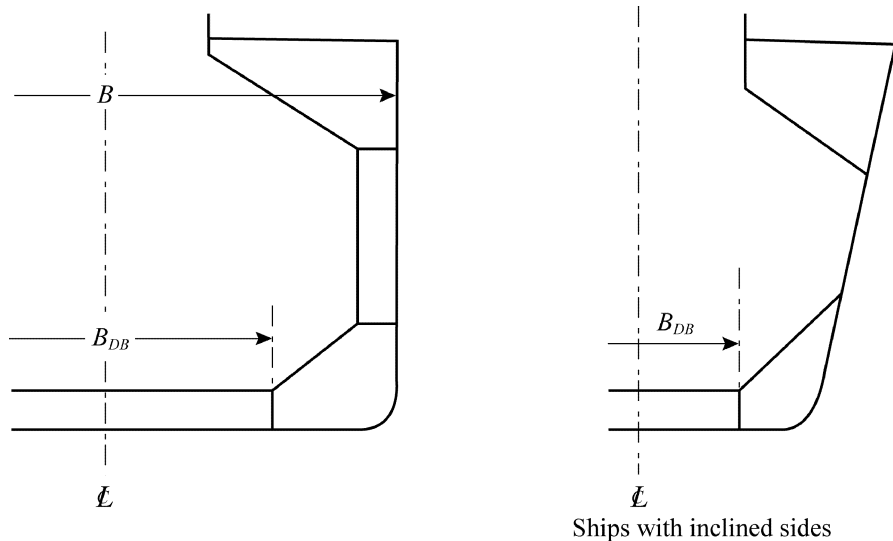 B
B_DB
B_DB
℄
℄
Ships with inclined sides